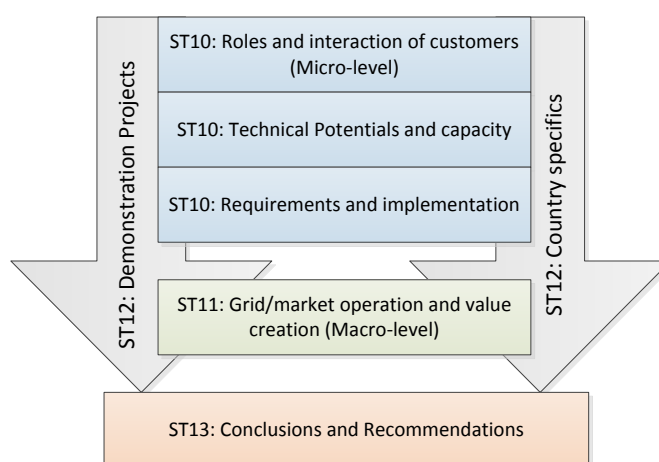 ST10: Roles and interaction of customers
(Micro-level)
ST10: Technical Potentials and capacity
ST10: Requirements and implementation
ST12: Demonstration Projects
ST12: Country specifics
ST11: Grid/market operation and value
creation (Macro-level)
ST13: Conclusions and Recommendations